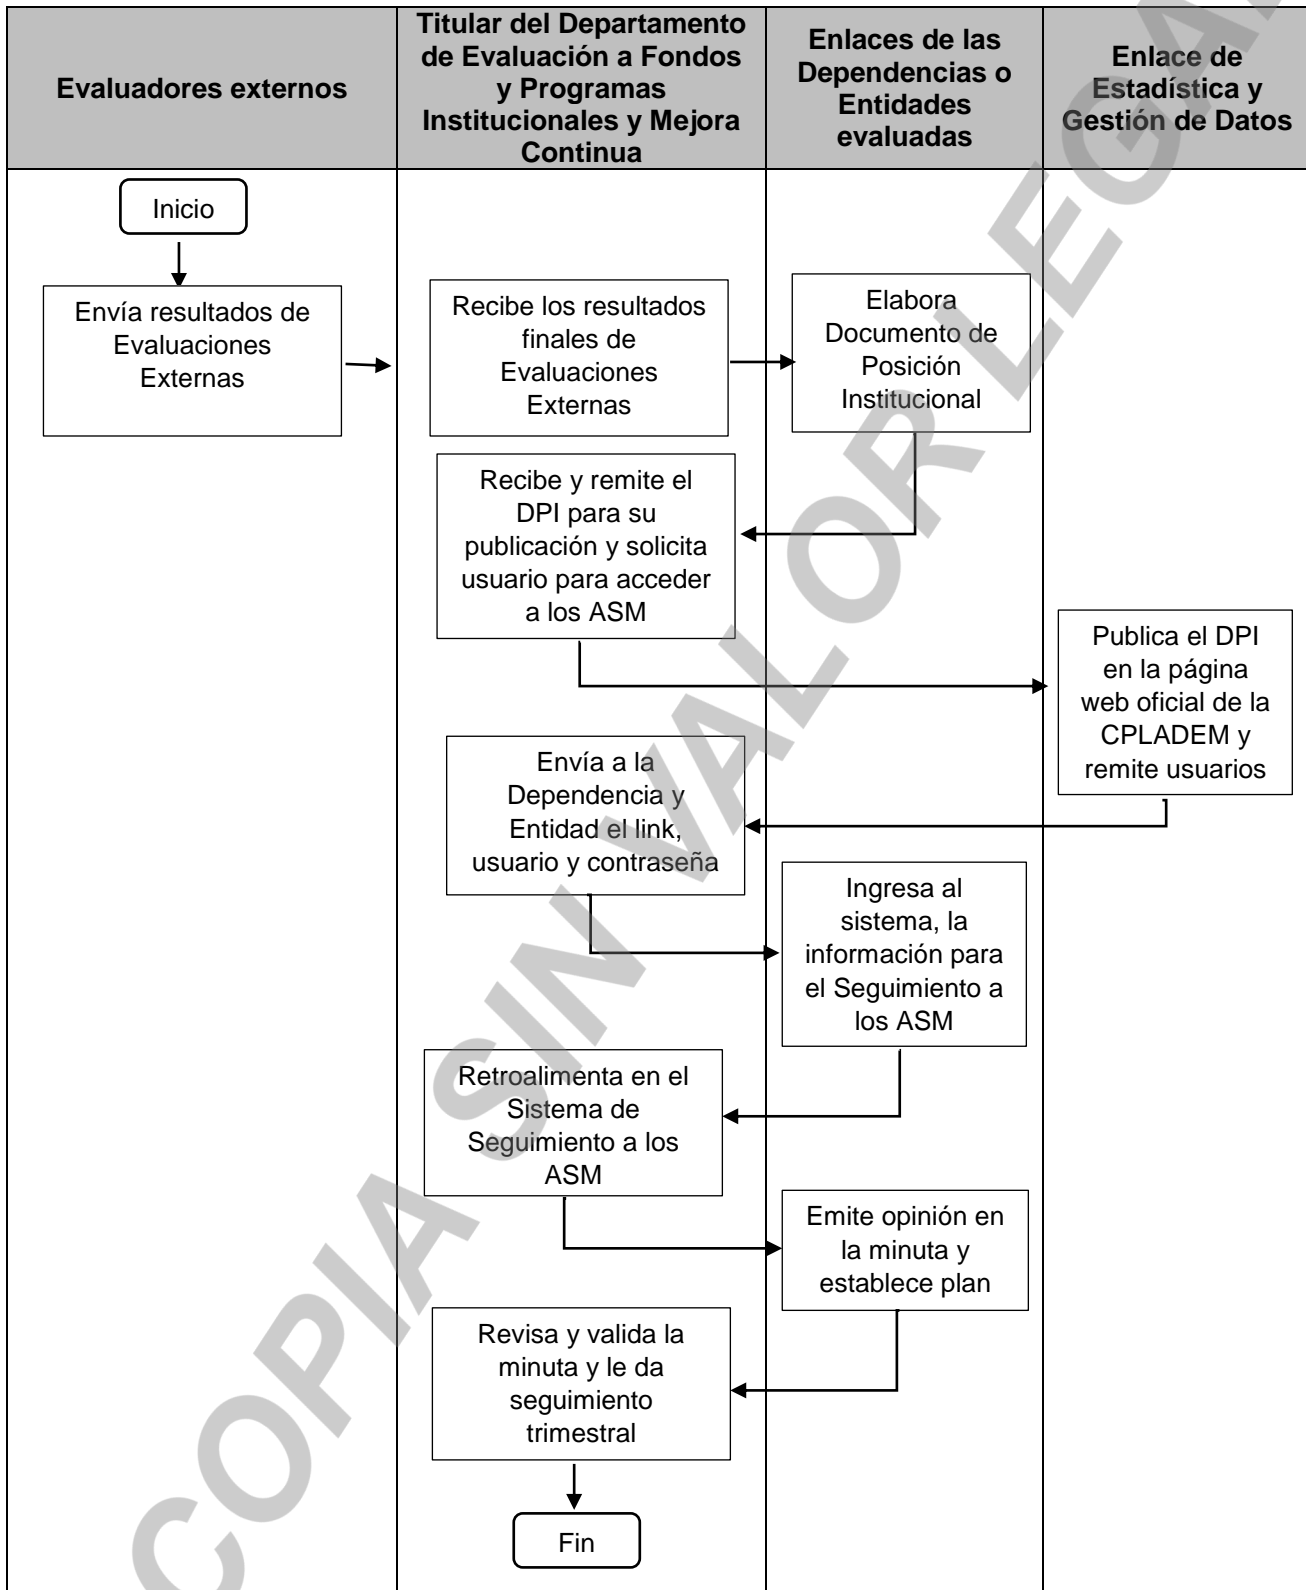 Evaluadores externos
Titular del Departamento
de Evaluación a Fondos
y Programas
Institucionales y Mejora
Continua
Enlaces de las
Dependencias o
Entidades
evaluadas
Enlace de
Estadística y
Gestión de Datos
Inicio
Envía resultados de
Evaluaciones
Externas
Recibe los resultados
finales de
Evaluaciones
Externas
Elabora
Documento de
Posición
Institucional
Recibe y remite el
DPI para su
publicación y solicita
usuario para acceder
a los ASM
Publica el DPI
en la página
web oficial de la
CPLADEM y
remite usuarios
Envía a la
Dependencia y
Entidad el link,
usuario y contraseña
Ingresa al
sistema, la
información para
el Seguimiento a
los ASM
Retroalimenta en el
Sistema de
Seguimiento a los
ASM
Emite opinión en
la minuta y
establece plan
Revisa y valida la
minuta y le da
seguimiento
trimestral
Fin
COPIA SIN VALOR LEGAL